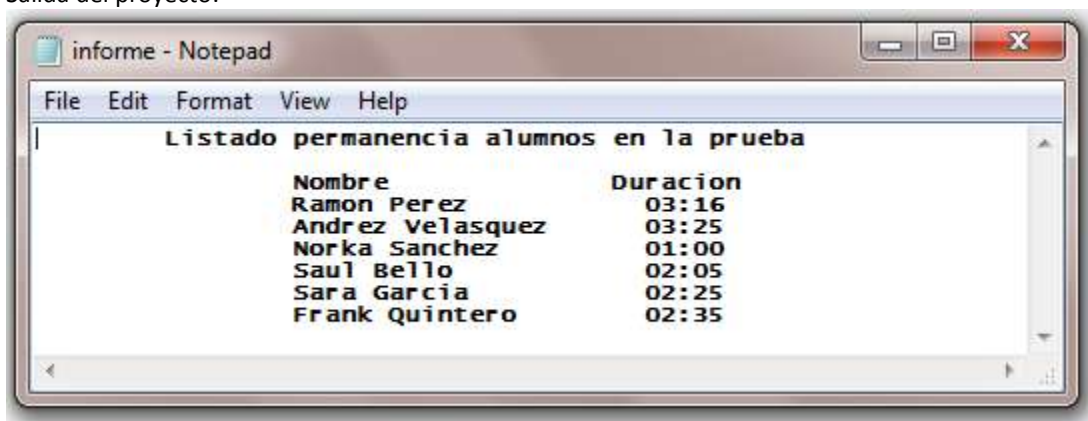 Salida del proyecto:
informe - Notepad
File Edit Format View Help
Listado permanencia alumnos en la prueba
Nombre Duracion
Ramon Perez 03:16
Andrez Velasquez 03:25
Norka Sanchez 01:00
Saul Bello 02:05
Sara Garcia 02:25
Frank Quintero 02:35